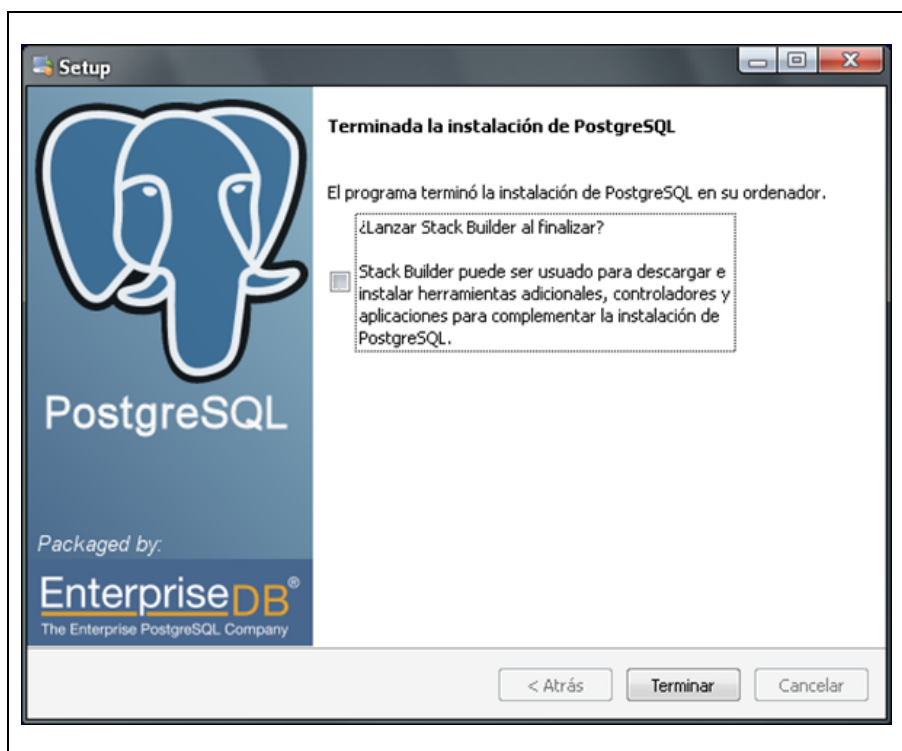 Setup
Terminada la instalación de PostgreSQL
El programa terminó la instalación de PostgreSQL en su ordenador.
¿Lanzar Stack Builder al finalizar?
Stack Builder puede ser usado para descargar e
instalar herramientas adicionales, controladores y
aplicaciones para complementar la instalación de
PostgreSQL.
PostgreSQL
Packaged by:
EnterpriseDB®
The Enterprise PostgreSQL Company
< Atrás
Terminar
Cancelar